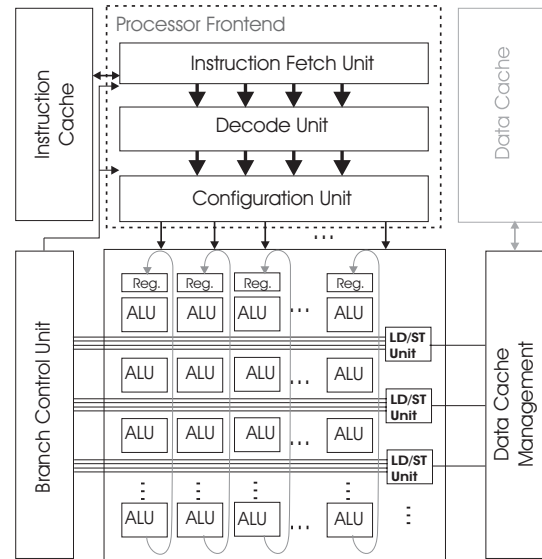 Processor Frontend
Instruction Fetch Unit
Decode Unit
Configuration Unit
Instruction
Cache
Data Cache
...
Branch Control Unit
Reg. Reg. Reg. Reg.
ALU ALU ALU ... ALU
LD/ST
Unit
ALU ALU ALU ... ALU
LD/ST
Unit
ALU ALU ALU ... ALU
LD/ST
Unit
ALU ALU ALU ... ALU
Data Cache
Management